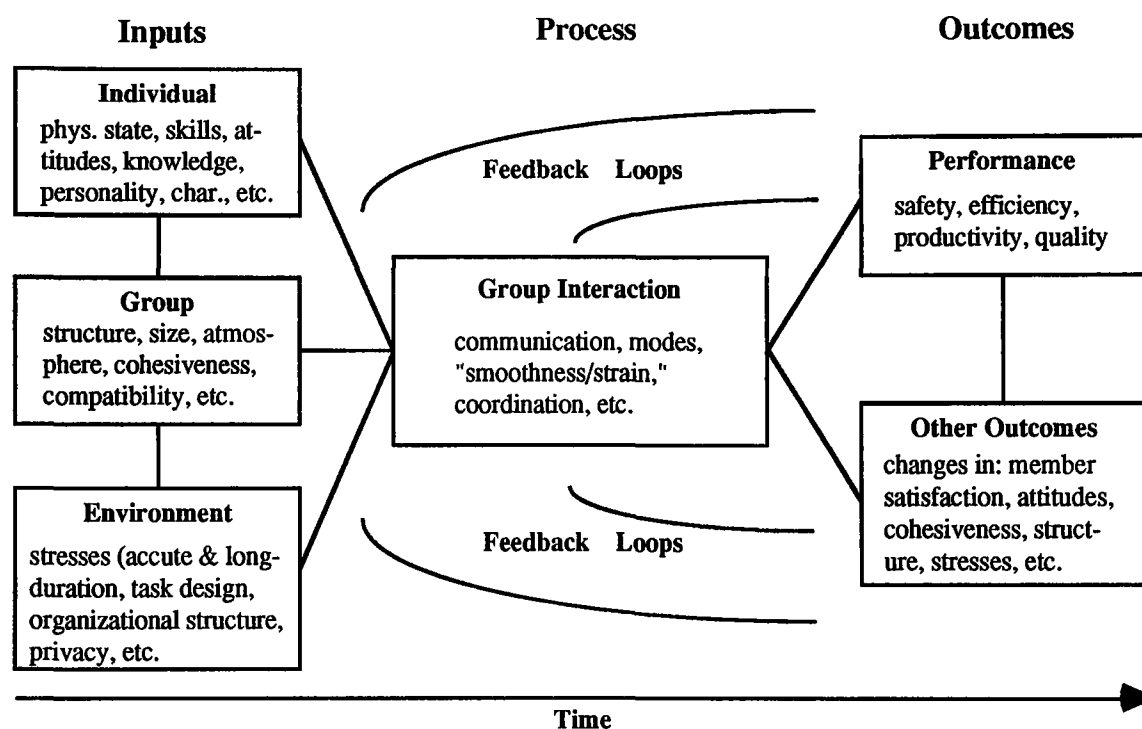 Inputs
Process
Outcomes
Individual
phys. state, skills, at-
titudes, knowledge,
personality, char., etc.
Group
structure, size, atmos-
phere, cohesiveness,
compatibility, etc.
Environment
stresses (accute & long-
duration, task design,
organizational structure,
privacy, etc.
Feedback Loops
Group Interaction
communication, modes,
"smoothness/strain,"
coordination, etc.
Feedback Loops
Performance
safety, efficiency,
productivity, quality
Other Outcomes
changes in: member
satisfaction, attitudes,
cohesiveness, struct-
ure, stresses, etc.
Time